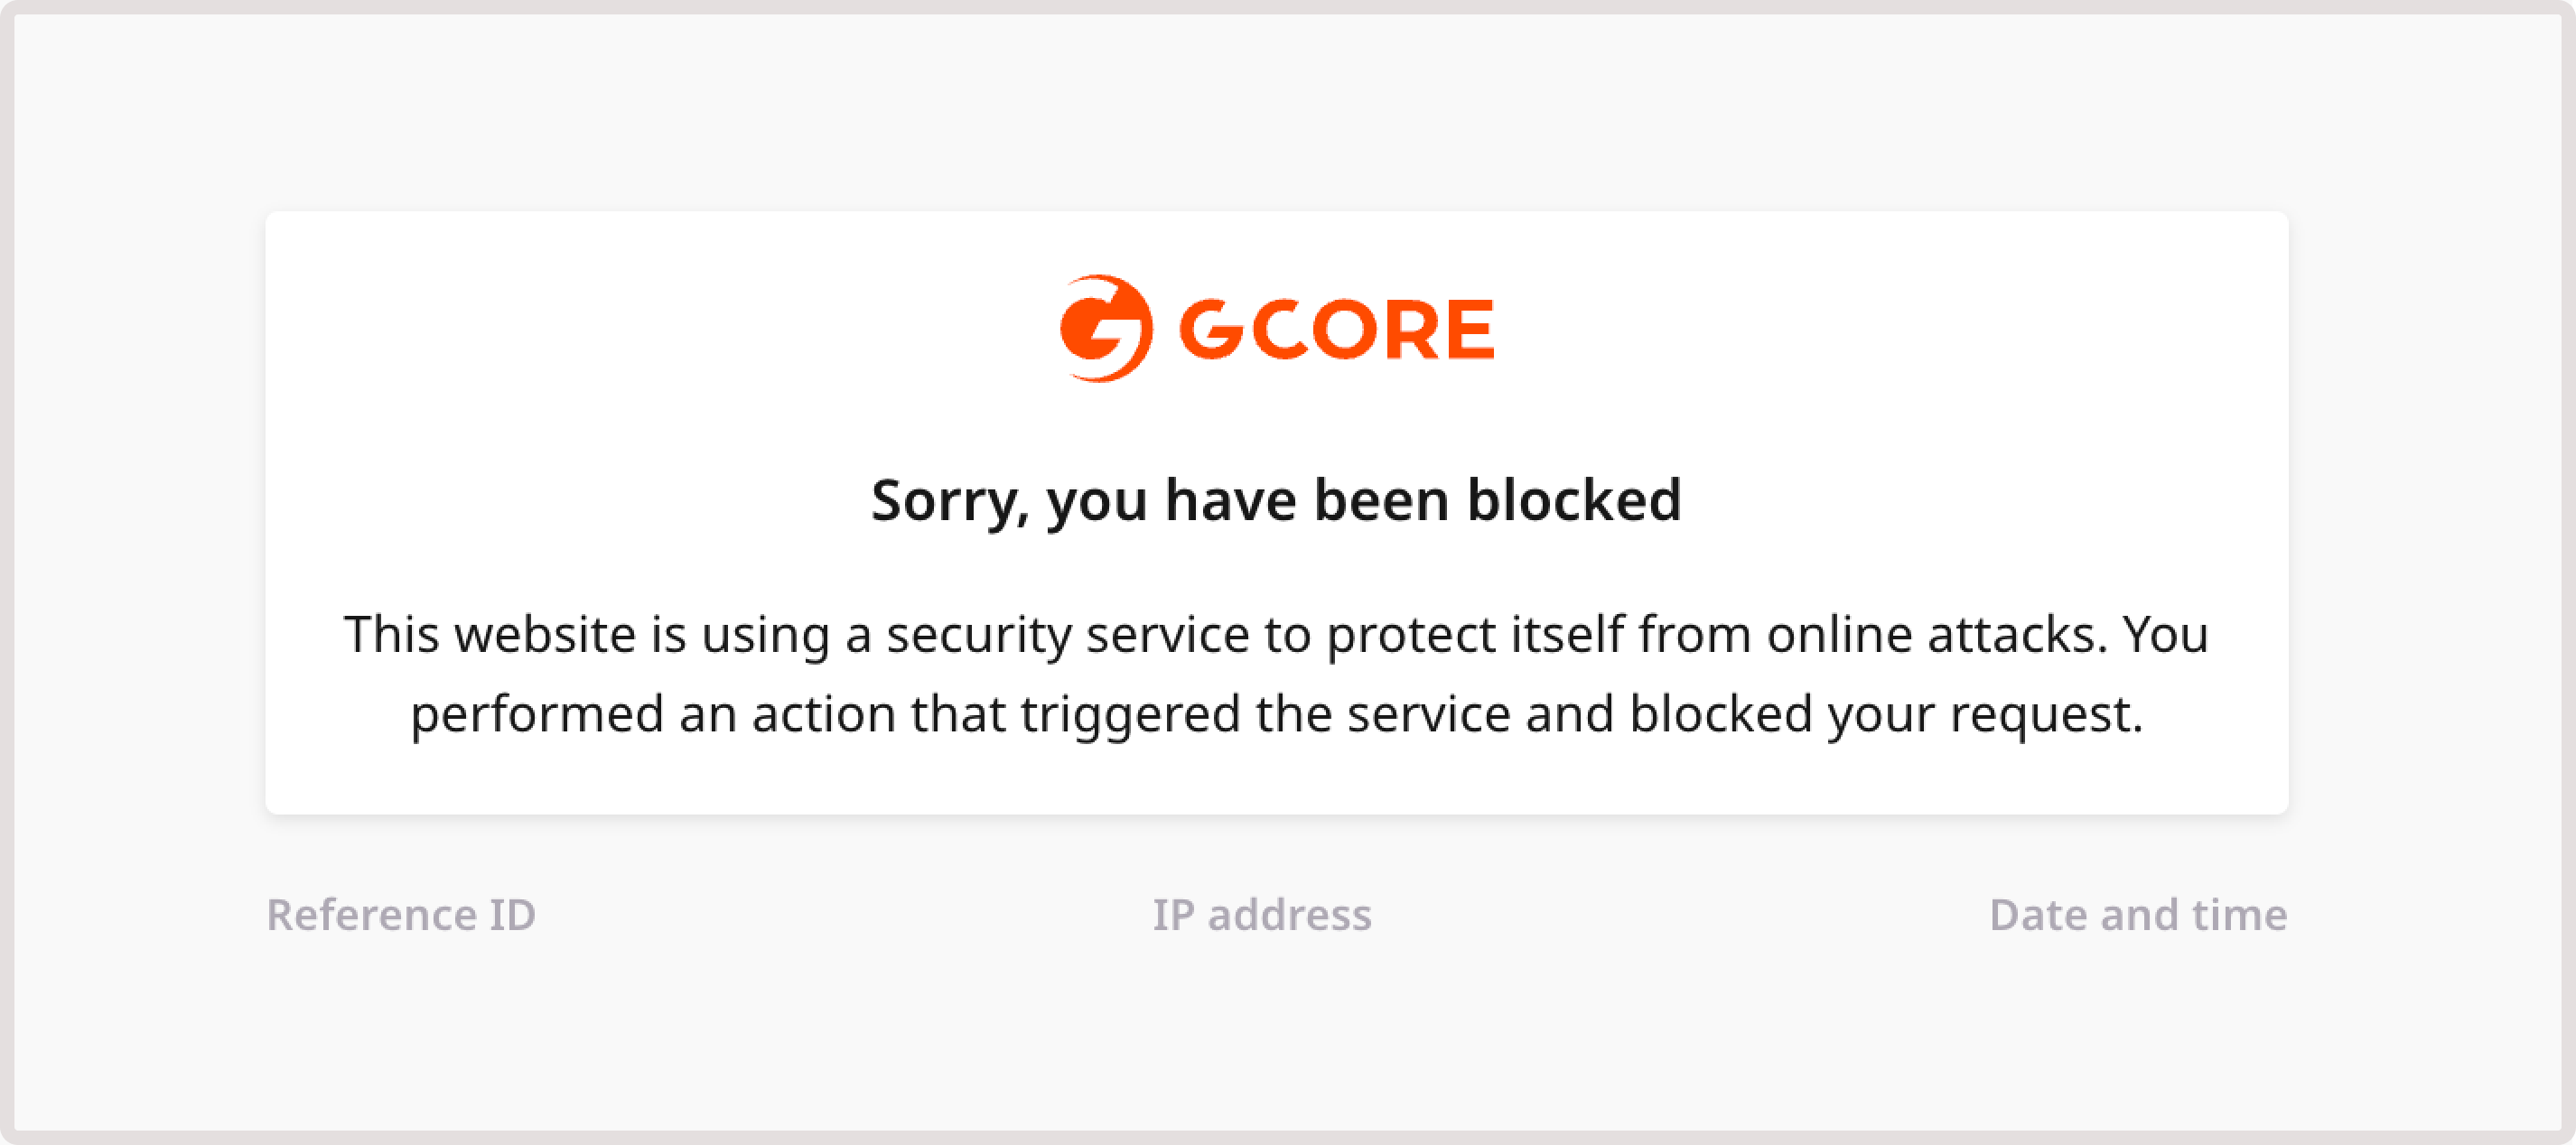 GCORE
Sorry, you have been blocked
This website is using a security service to protect itself from online attacks. You
performed an action that triggered the service and blocked your request.
Reference ID
IP address
Date and time